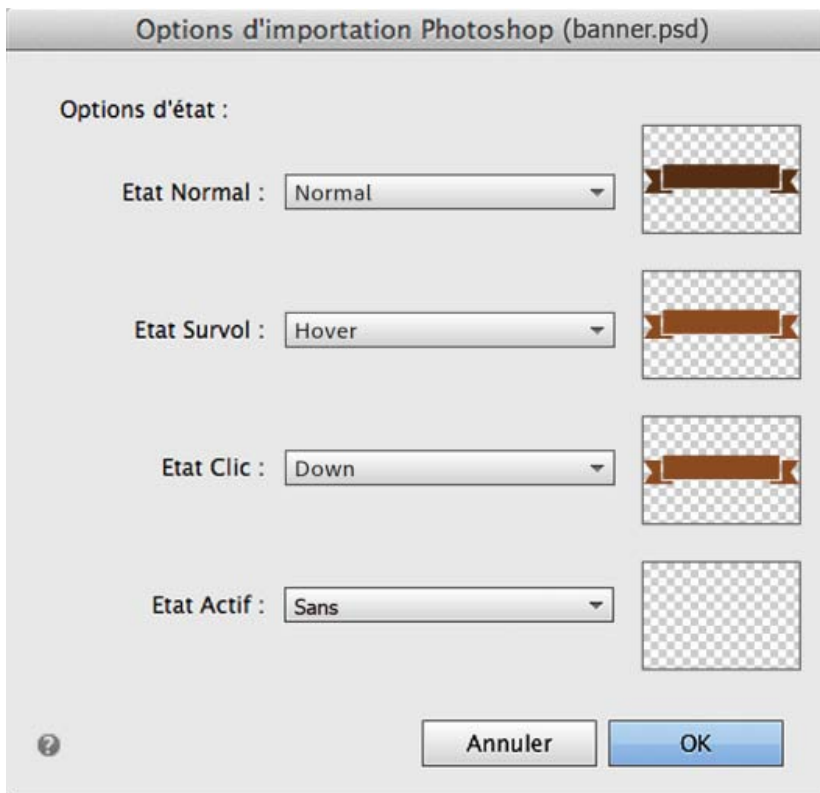 Options d'importation Photoshop (banner.psd)
Options d'état :
Etat Normal : Normal
Etat Survol : Hover
Etat Clic : Down
Etat Actif : Sans
?
Annuler OK